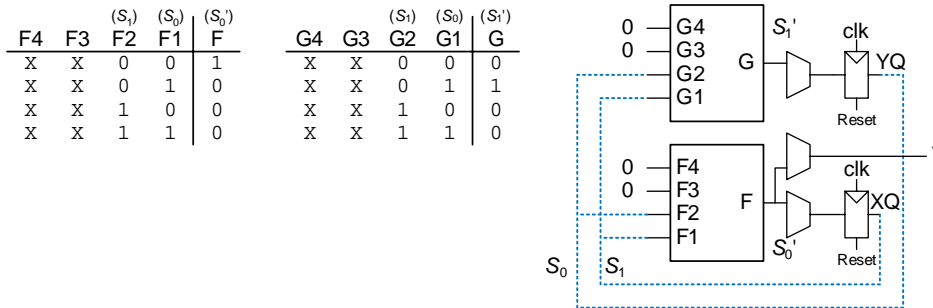 (S1) (S0) (S0')
F4 F3 F2 F1 F
X X 0 0 1
X X 0 1 0
X X 1 0 0
X X 1 1 0
(S1) (S0) (S1')
G4 G3 G2 G1 G
X X 0 0 0
X X 0 1 1
X X 1 0 0
X X 1 1 0
0 G4
0 G3
G2
G1
G
S1'
clk
YQ
Reset
0 F4
0 F3
F2
F1
F
S0'
clk
XQ
Reset
S0 S1